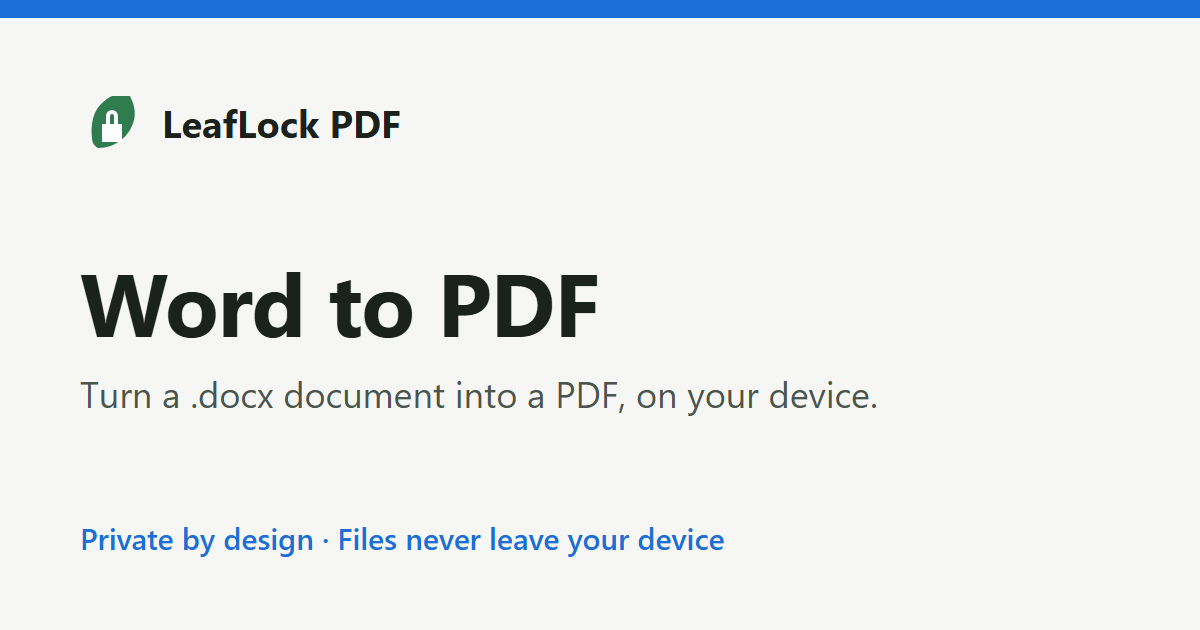 LeafLock PDF
Word to PDF
Turn a .docx document into a PDF, on your device.
Private by design · Files never leave your device